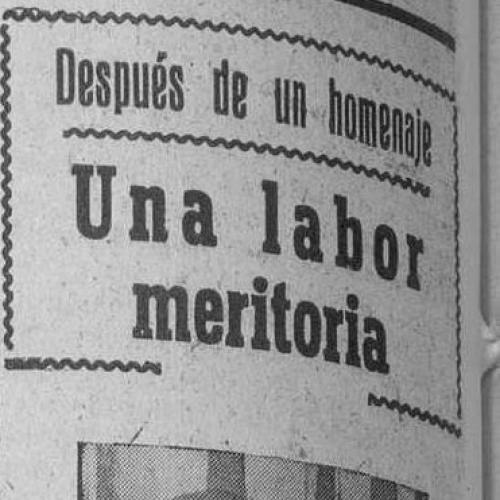 Después de un homenaje
Una labor
meritoria